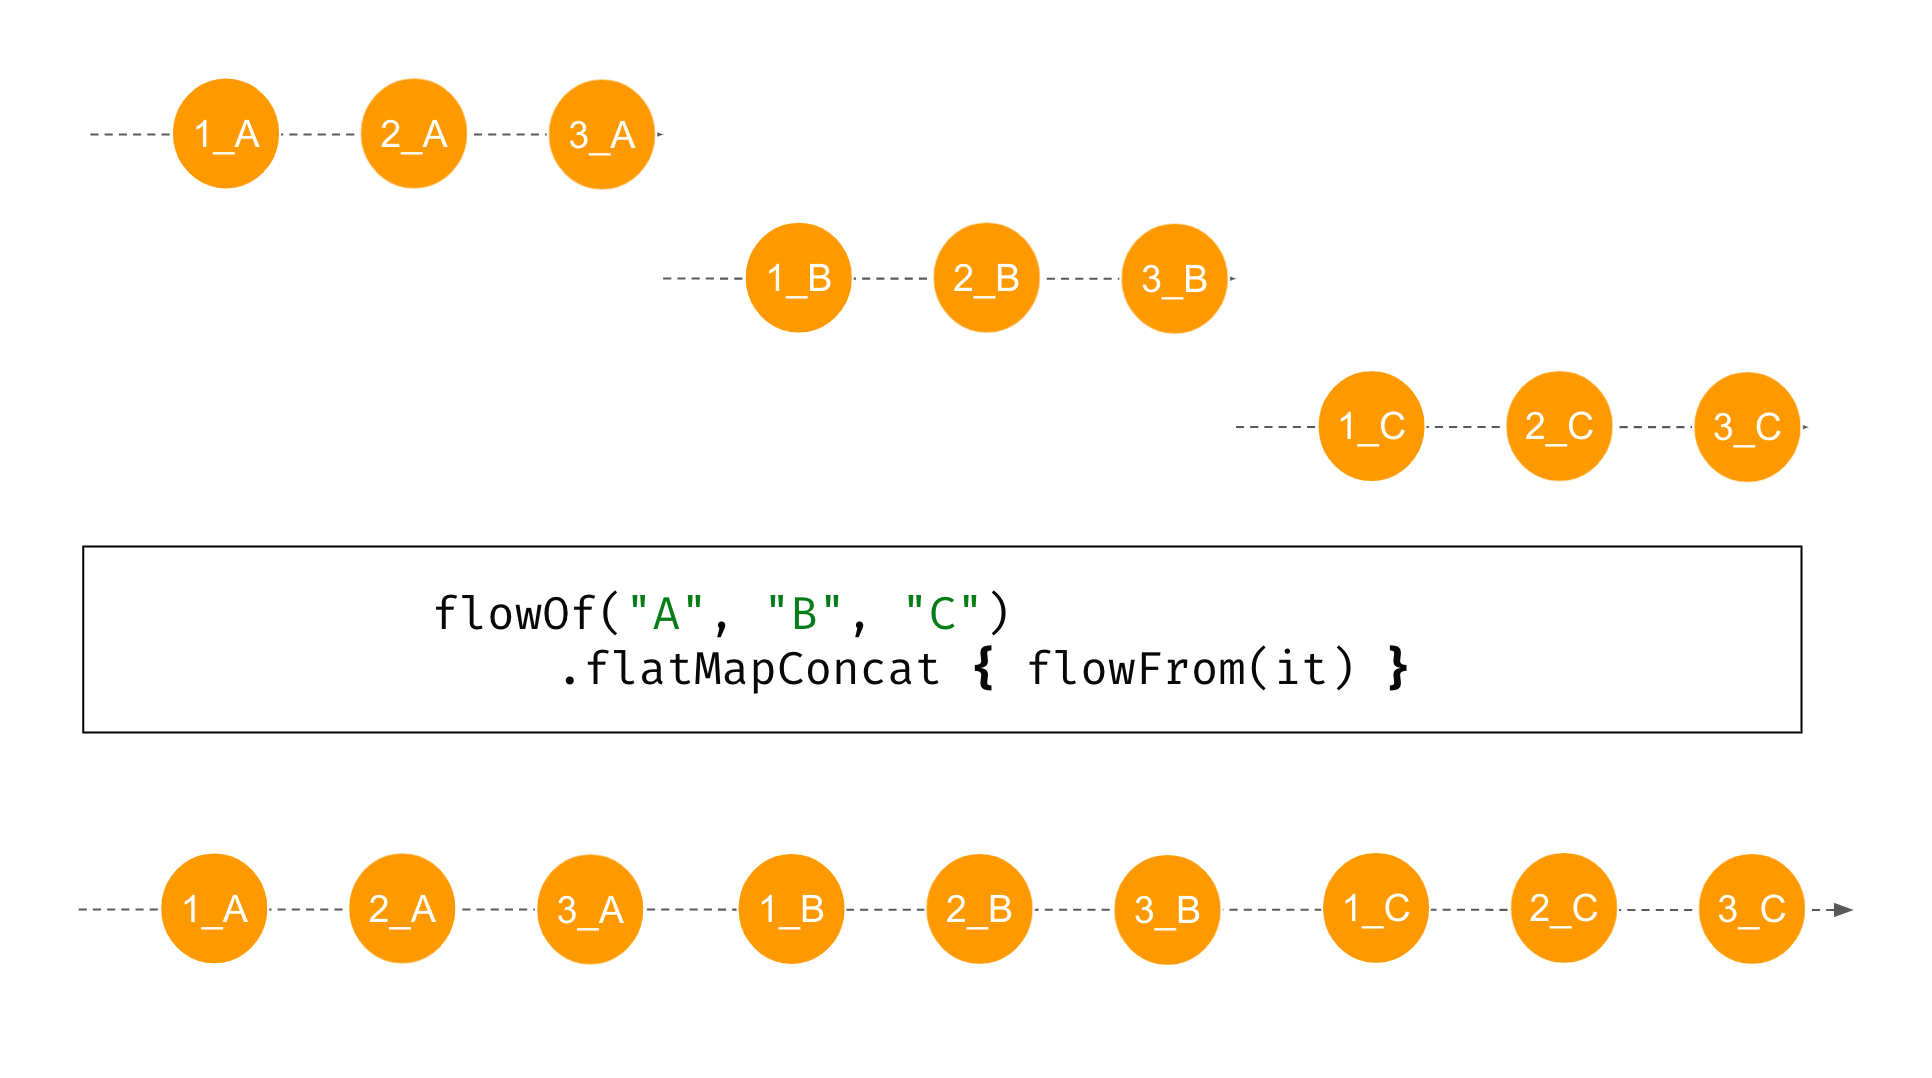 1_A 2_A 3_A
1_B 2_B 3_B
1_C 2_C 3_C
flowOf("A", "B", "C")
.flatMapConcat { flowFrom(it) }
1_A 2_A 3_A 1_B 2_B 3_B 1_C 2_C 3_C